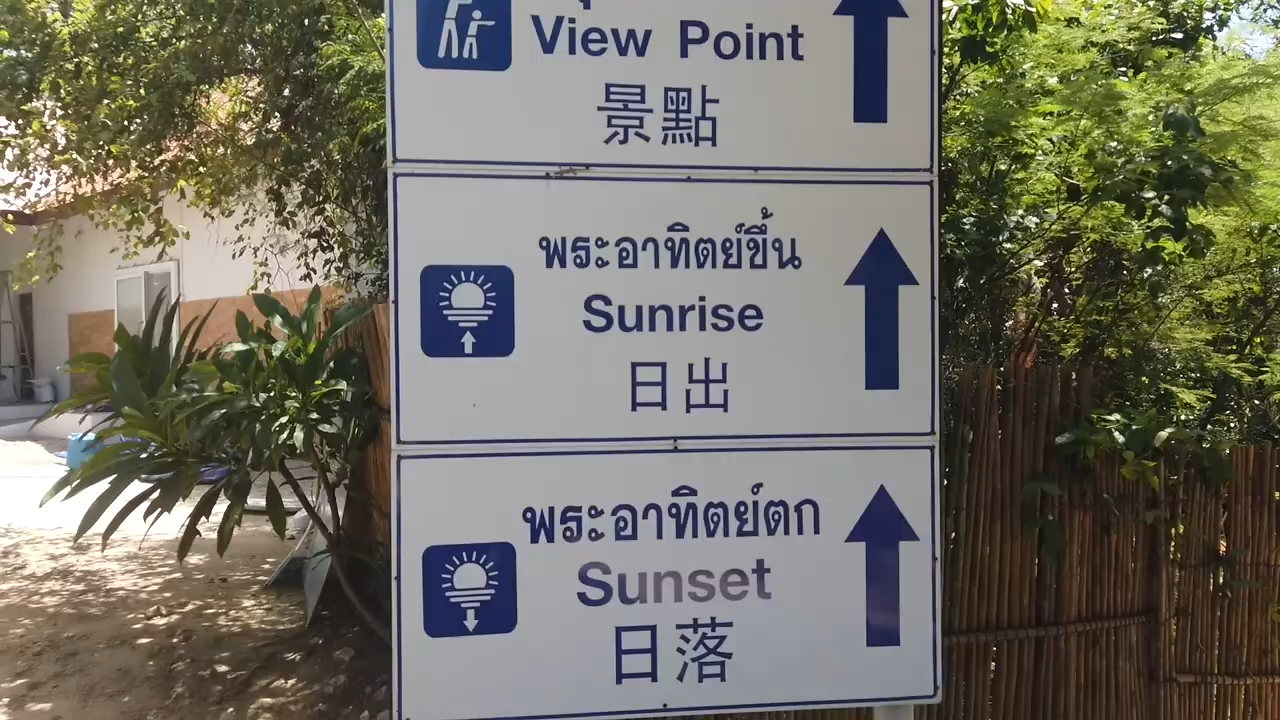 View Point
景點
พระอาทิตย์ขึ้น
Sunrise
日出
พระอาทิตย์ตก
Sunset
日落